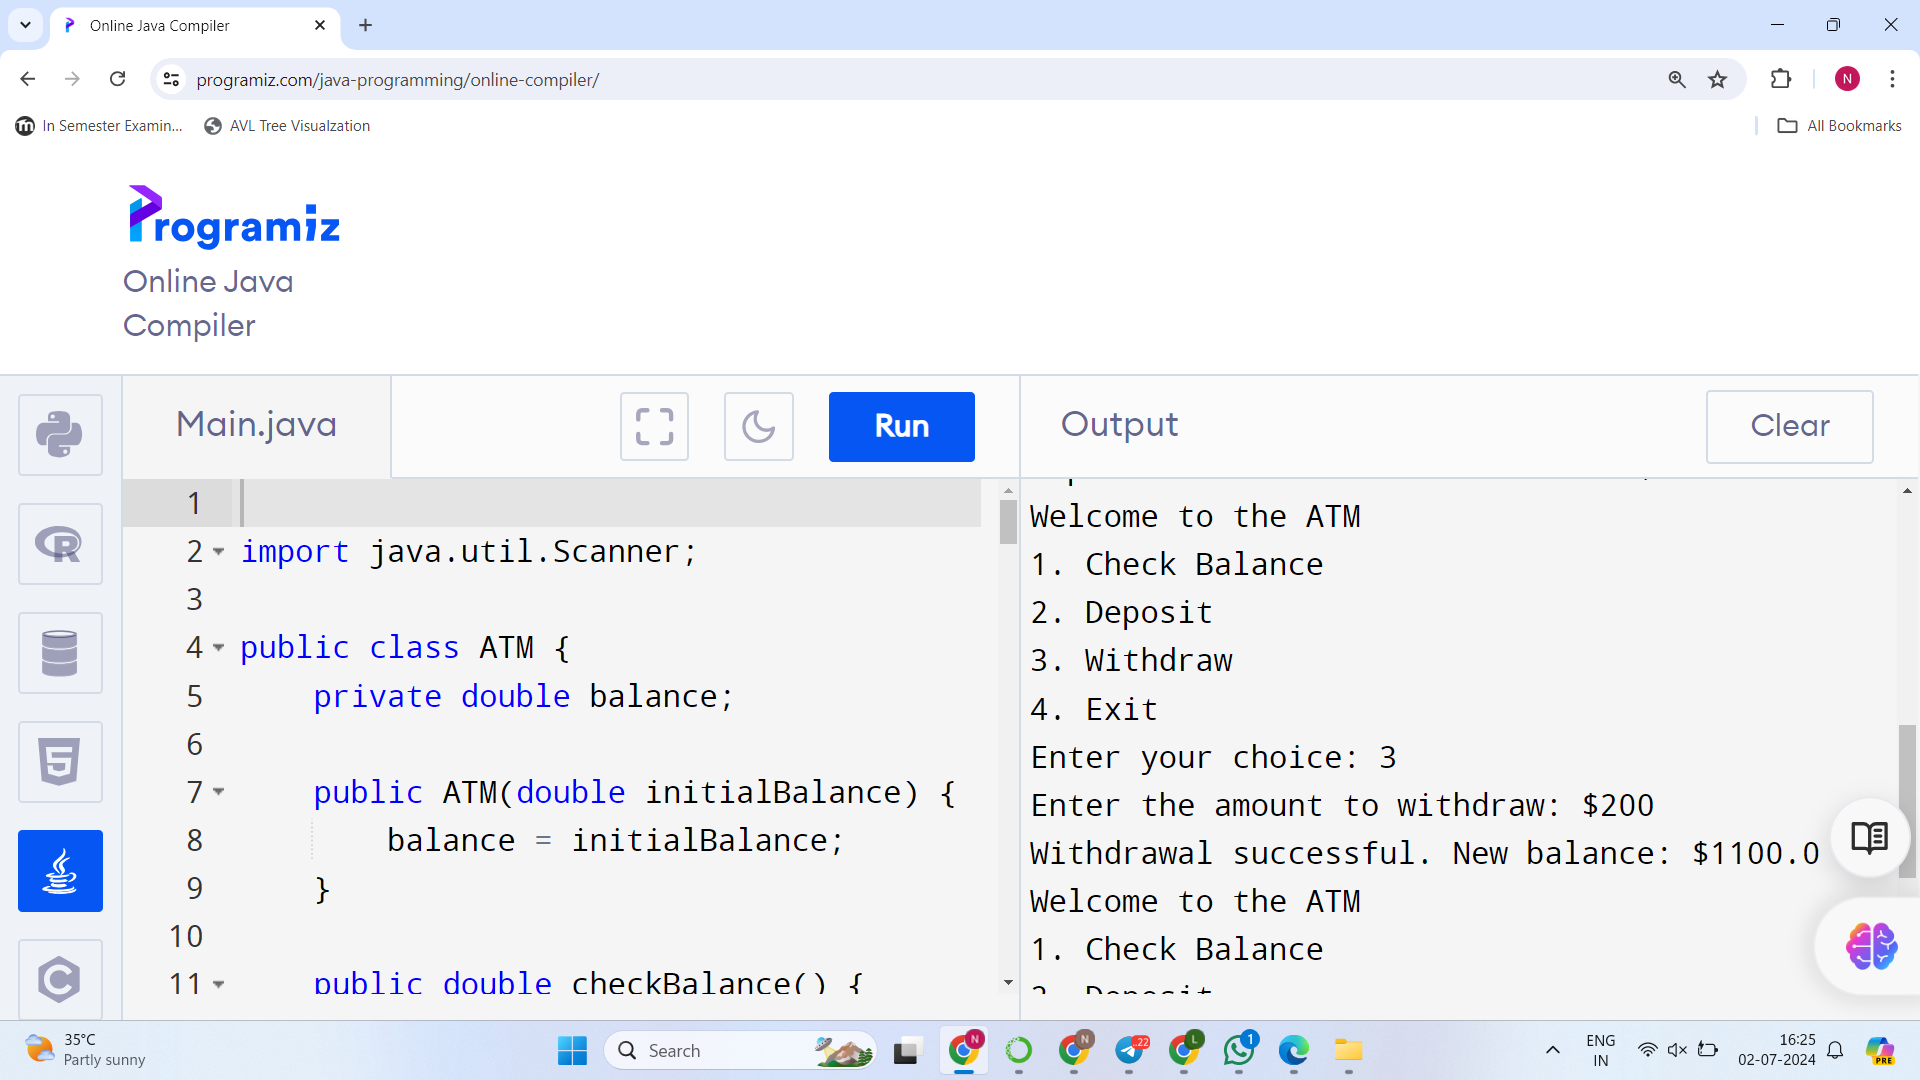 Online Java Compiler
programiz.com/java-programming/online-compiler/
N
In Semester Examin...
AVL Tree Visualzation
All Bookmarks
Programiz
Online Java
Compiler
Main.java
Run
Output
Clear
1
2 import java.util.Scanner;
3
4 public class ATM {
5 private double balance;
6
7 public ATM(double initialBalance) {
8 balance = initialBalance;
9 }
10
11 public double checkBalance() {
Welcome to the ATM
1. Check Balance
2. Deposit
3. Withdraw
4. Exit
Enter your choice: 3
Enter the amount to withdraw: $200
Withdrawal successful. New balance: $1100.0
Welcome to the ATM
1. Check Balance
2. Deposit
35°C
Partly sunny
Search
N
N
..22
L
1
ENG
IN
16:25
02-07-2024
PRE